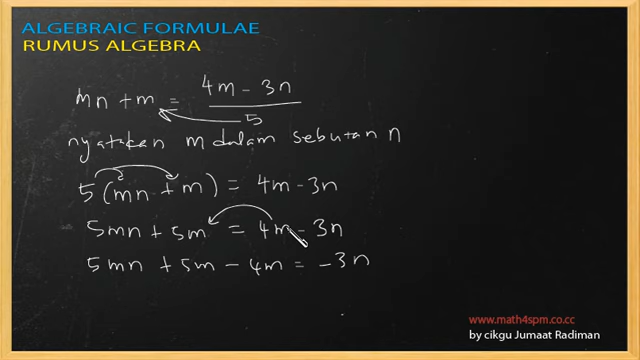 ALGEBRAIC FORMULAE
RUMUS ALGEBRA
mn + m = (4m - 3n)/5
nyatakan m dalam sebutan n
5 (mn + m) = 4m - 3n
5mn + 5m = 4m - 3n
5mn + 5m - 4m = -3n
www.math4spm.co.cc
by cikgu Jumaat Radiman